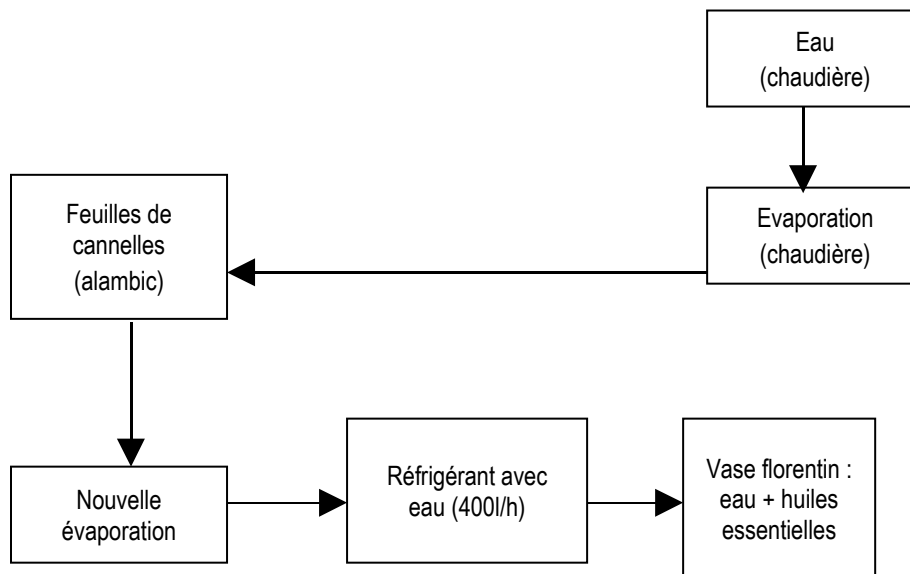 Eau
(chaudière)
Evaporation
(chaudière)
Feuilles de
cannelles
(alambic)
Nouvelle
évaporation
Réfrigérant avec
eau (400l/h)
Vase florentin :
eau + huiles
essentielles